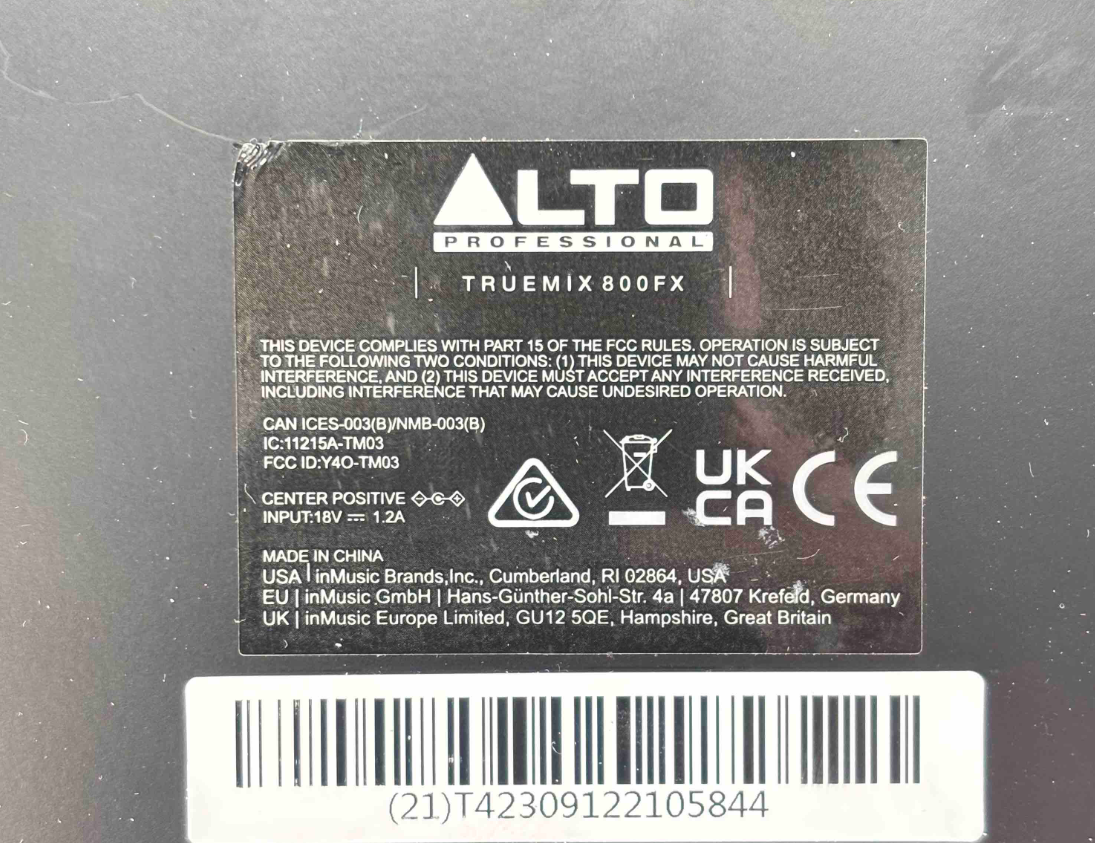 ALTO
PROFESSIONAL
| TRUEMIX 800FX |
THIS DEVICE COMPLIES WITH PART 15 OF THE FCC RULES. OPERATION IS SUBJECT
TO THE FOLLOWING TWO CONDITIONS: (1) THIS DEVICE MAY NOT CAUSE HARMFUL
INTERFERENCE, AND (2) THIS DEVICE MUST ACCEPT ANY INTERFERENCE RECEIVED,
INCLUDING INTERFERENCE THAT MAY CAUSE UNDESIRED OPERATION.
CAN ICES-003(B)/NMB-003(B)
IC:11215A-TM03
FCC ID:Y4O-TM03
CENTER POSITIVE
INPUT:18V ⎓ 1.2A
UK
CA
CE
MADE IN CHINA
USA | inMusic Brands,Inc., Cumberland, RI 02864, USA
EU | inMusic GmbH | Hans-Günther-Sohl-Str. 4a | 47807 Krefeld, Germany
UK | inMusic Europe Limited, GU12 5QE, Hampshire, Great Britain
(21)T42309122105844